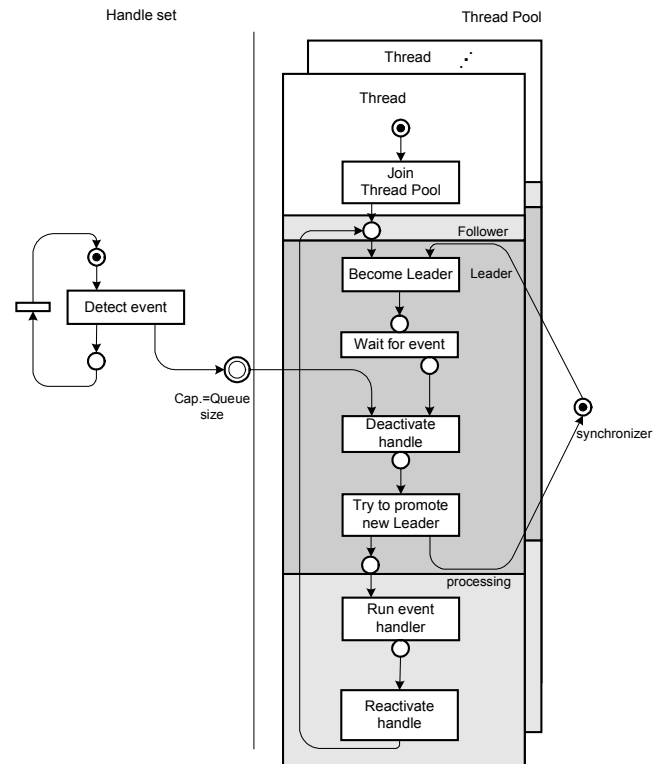 Handle set
Thread Pool
Thread
Thread
Join
Thread Pool
Follower
Become Leader
Leader
Detect event
Wait for event
Cap.=Queue
size
Deactivate
handle
synchronizer
Try to promote
new Leader
processing
Run event
handler
Reactivate
handle